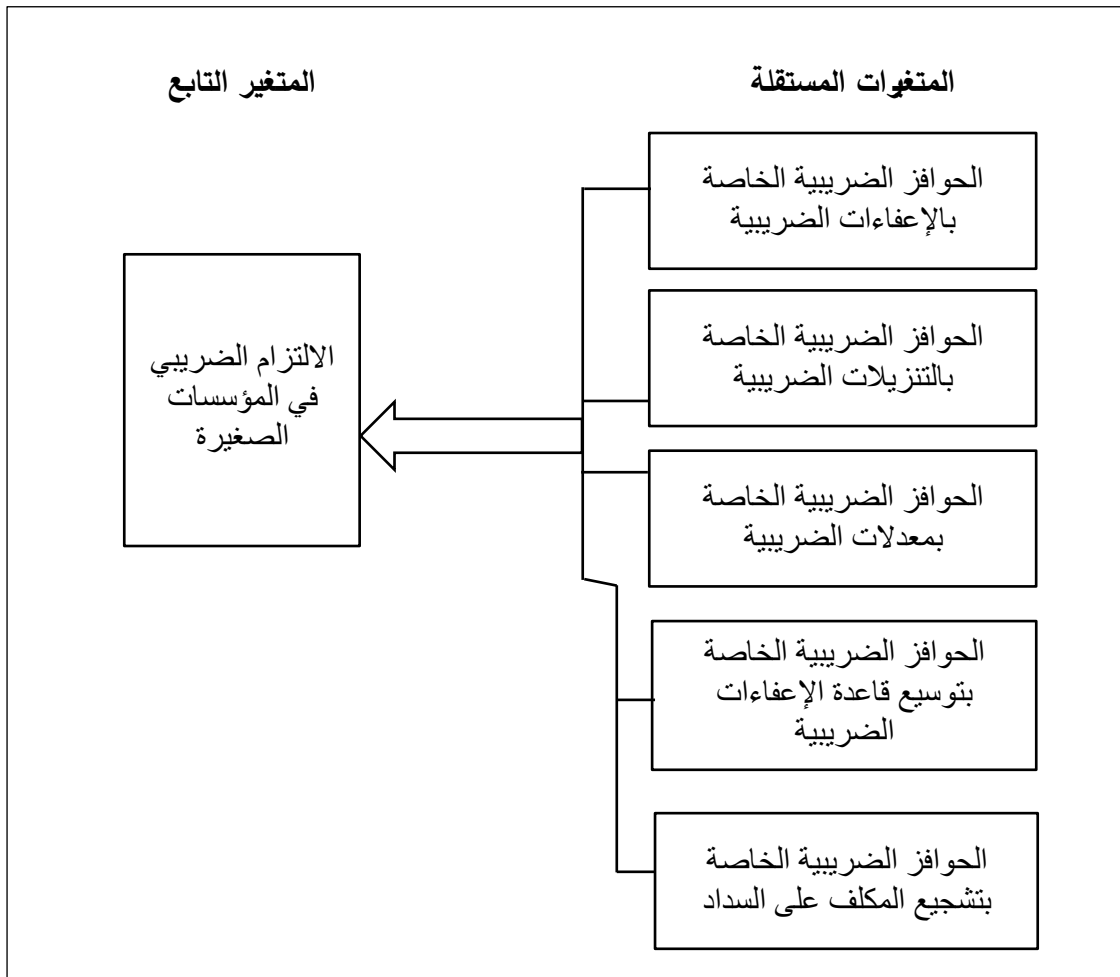 المتغيرات المستقلة
المتغير التابع
الحوافز الضريبية الخاصة
بالإعفاءات الضريبية
الحوافز الضريبية الخاصة
بالتنزيلات الضريبية
الحوافز الضريبية الخاصة
بمعدلات الضريبية
الحوافز الضريبية الخاصة
بتوسيع قاعدة الإعفاءات
الضريبية
الحوافز الضريبية الخاصة
بتشجيع المكلف على السداد
الالتزام الضريبي
في المؤسسات
الصغيرة